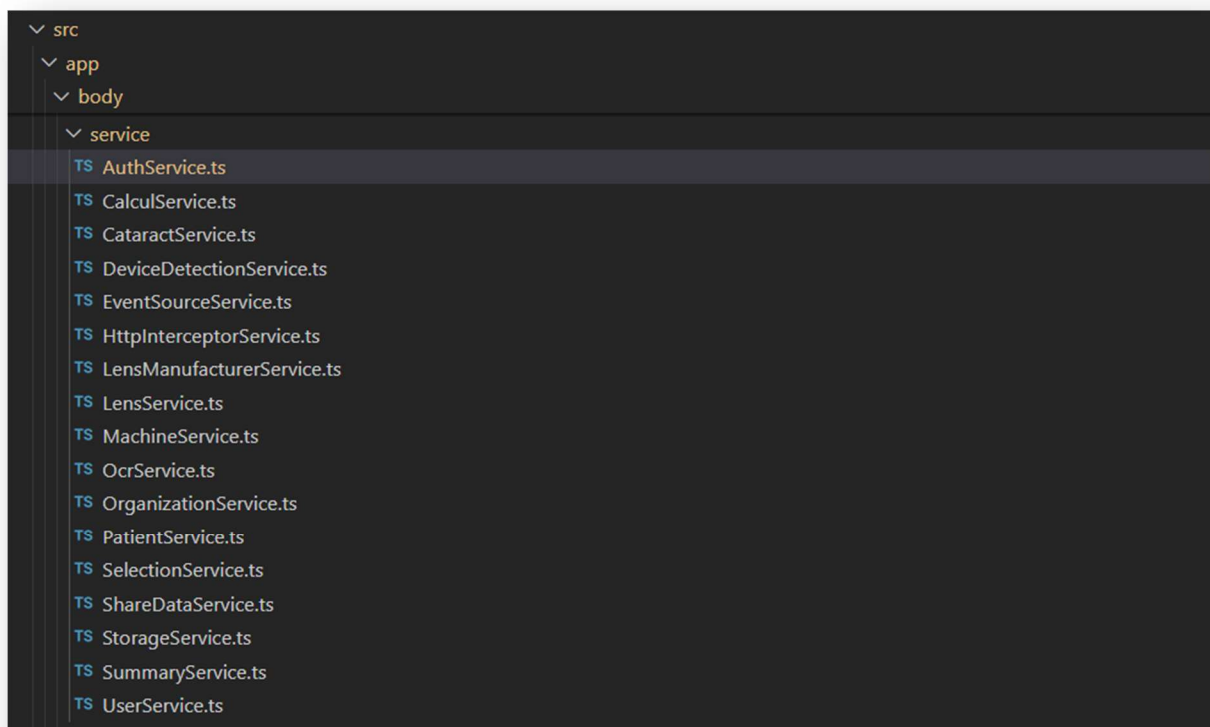 src
app
body
service
TS AuthService.ts
TS CalculService.ts
TS CataractService.ts
TS DeviceDetectionService.ts
TS EventSourceService.ts
TS HttpInterceptorService.ts
TS LensManufacturerService.ts
TS LensService.ts
TS MachineService.ts
TS OcrService.ts
TS OrganizationService.ts
TS PatientService.ts
TS SelectionService.ts
TS ShareDataService.ts
TS StorageService.ts
TS SummaryService.ts
TS UserService.ts